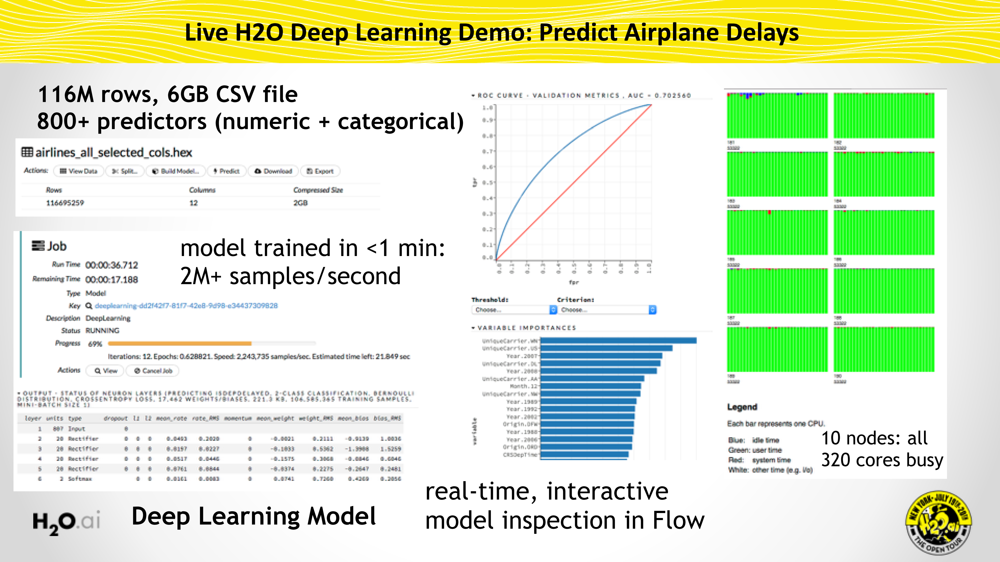 Live H2O Deep Learning Demo: Predict Airplane Delays
116M rows, 6GB CSV file
800+ predictors (numeric + categorical)
airlines_all_selected_cols.hex
Actions: View Data Split... Build Model... Predict Download Export
Rows Columns Compressed Size
116695259 12 2GB
Job
Run Time 00:00:36.712
Remaining Time 00:00:17.188
Type Model
Key deeplearning-dd2f42f7-81f7-42e8-9d98-e34437309828
Description DeepLearning
Status RUNNING
Progress 69%
Iterations: 12. Epochs: 0.628821. Speed: 2,243,735 samples/sec. Estimated time left: 21.849 sec
Actions View Cancel Job
model trained in <1 min:
2M+ samples/second
OUTPUT - STATUS OF NEURON LAYERS (PREDICTING ISDEPDELAYED, 2-CLASS CLASSIFICATION, BERNOULLI
DISTRIBUTION, CROSSENTROPY LOSS, 17,462 WEIGHTS/BIASES, 221.3 KB, 106,585,365 TRAINING SAMPLES,
MINI-BATCH SIZE 1)
layer units type dropout l1 l2 mean_rate rate_RMS momentum mean_weight weight_RMS mean_bias bias_RMS
1 807 Input 0
2 20 Rectifier 0 0 0 0.0493 0.2020 0 -0.0021 0.2111 -0.9139 1.0036
3 20 Rectifier 0 0 0 0.0197 0.0227 0 -0.1833 0.5362 -1.3908 1.5259
4 20 Rectifier 0 0 0 0.0517 0.0446 0 -0.1575 0.3068 -0.0846 0.6046
5 20 Rectifier 0 0 0 0.0761 0.0844 0 -0.0374 0.2275 -0.2647 0.2481
6 2 Softmax 0 0 0.0161 0.0083 0 0.0741 0.7260 0.4269 0.2056
Deep Learning Model
H2O.ai
ROC CURVE - VALIDATION METRICS , AUC = 0.702560
1.0
0.9
0.8
0.7
0.6
0.5
0.4
0.3
0.2
0.1
0.0
tpr
0.0 0.1 0.2 0.3 0.4 0.5 0.6 0.7 0.8 0.9 1.0
fpr
Threshold: Criterion:
Choose... Choose...
VARIABLE IMPORTANCES
UniqueCarrier.WN
UniqueCarrier.US
Year.2007
UniqueCarrier.DL
Year.2008
UniqueCarrier.AA
Month.12
UniqueCarrier.NW
Year.1989
Year.1992
Year.2002
Origin.DFW
Year.1988
Year.2006
Origin.ORD
CRSDepTime
variable
real-time, interactive
model inspection in Flow
181 182
53322 53322
183 184
53322 53322
185 186
53322 53322
187 188
53322 53322
189 190
53322 53322
Legend
Each bar represents one CPU.
Blue: idle time
Green: user time
Red: system time
White: other time (e.g. i/o)
10 nodes: all
320 cores busy
NEW YORK · JULY 19TH-20TH
H2O.ai
THE OPEN TOUR